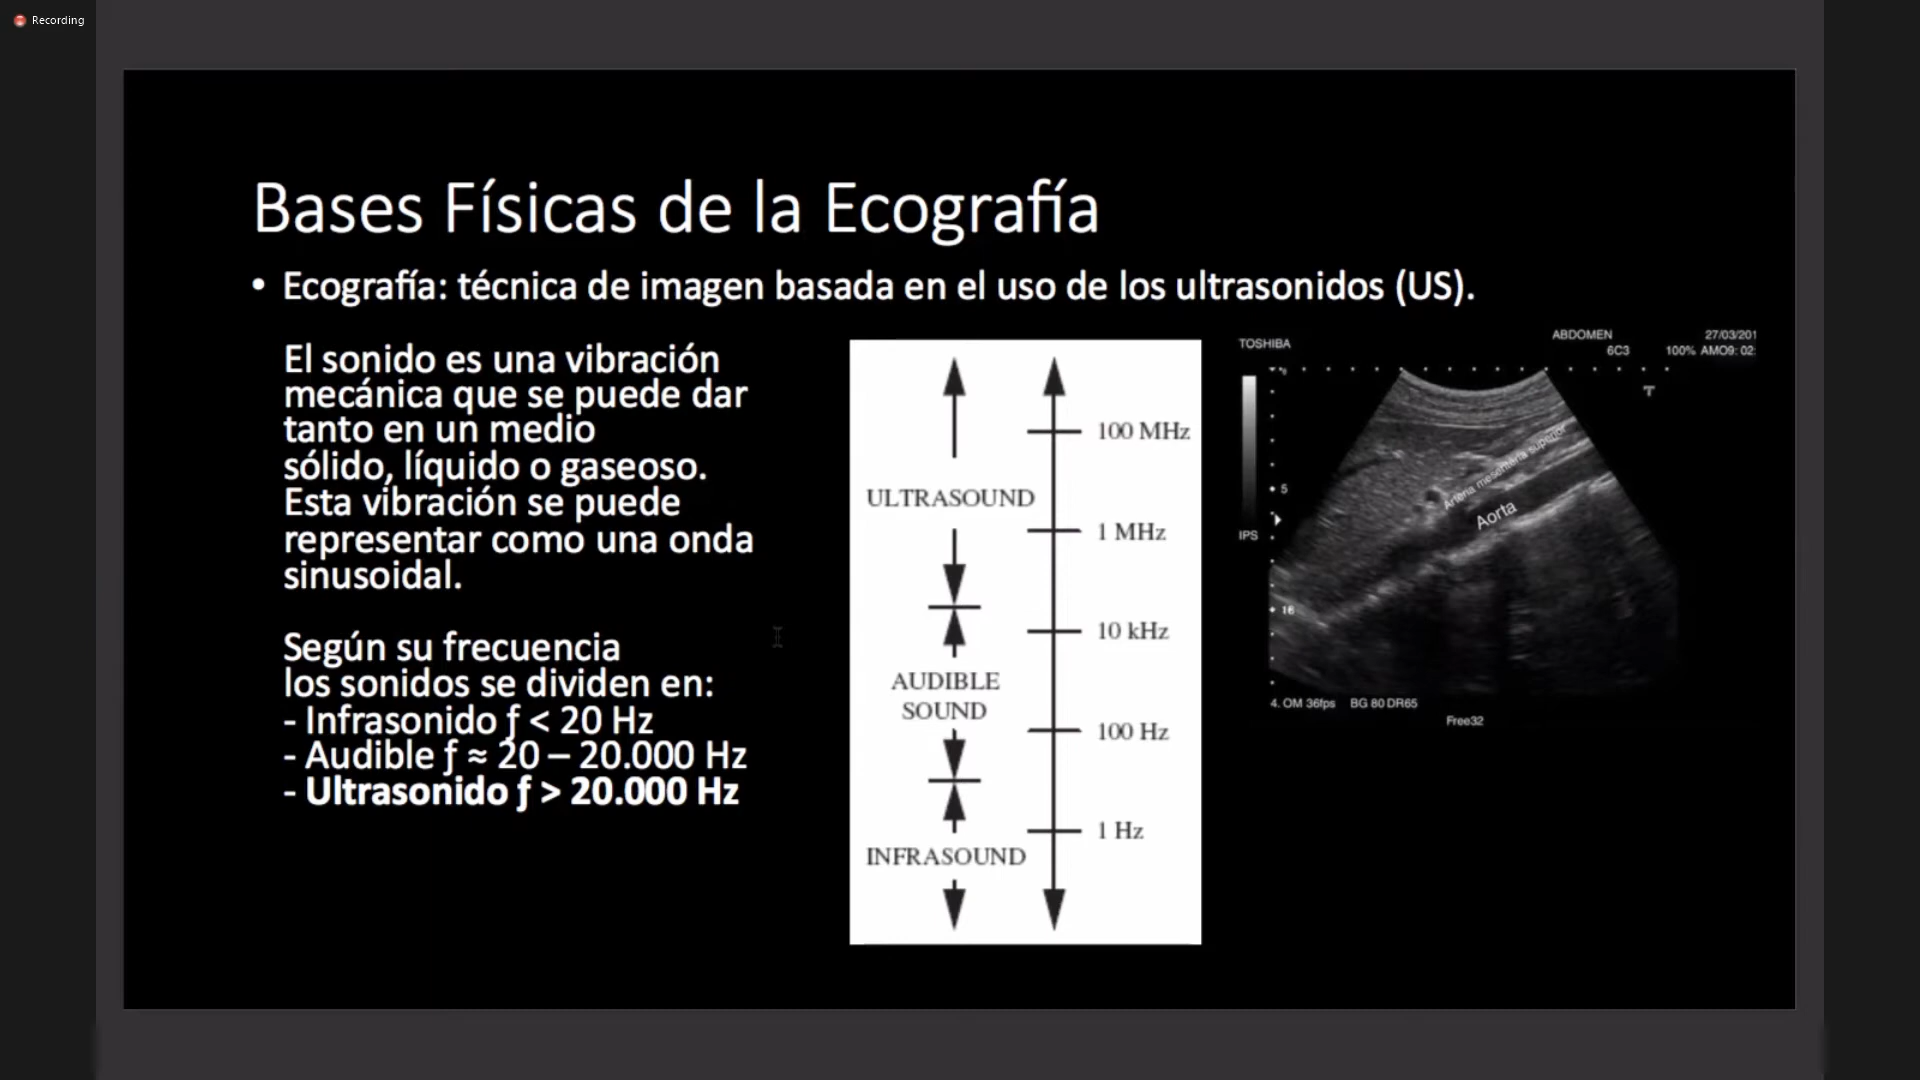 Recording
Bases Físicas de la Ecografía
• Ecografía: técnica de imagen basada en el uso de los ultrasonidos (US).
El sonido es una vibración
mecánica que se puede dar
tanto en un medio
sólido, líquido o gaseoso.
Esta vibración se puede
representar como una onda
sinusoidal.
Según su frecuencia
los sonidos se dividen en:
- Infrasonido ƒ < 20 Hz
- Audible ƒ ≈ 20 – 20.000 Hz
- Ultrasonido ƒ > 20.000 Hz
100 MHz
ULTRASOUND
1 MHz
10 kHz
AUDIBLE
SOUND
100 Hz
1 Hz
INFRASOUND
TOSHIBA
ABDOMEN
27/03/201
6C3
100% AMO9: 02:
T
Arteria mesenteria superior
5
Aorta
IPS
16
4. OM 36fps BG 80 DR65
Free32